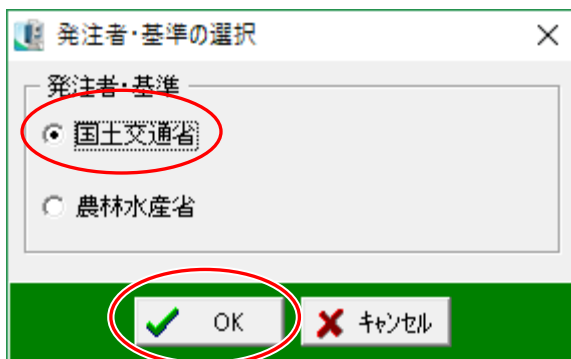 発注者・基準の選択
発注者・基準
国土交通省
農林水産省
OK
キャンセル